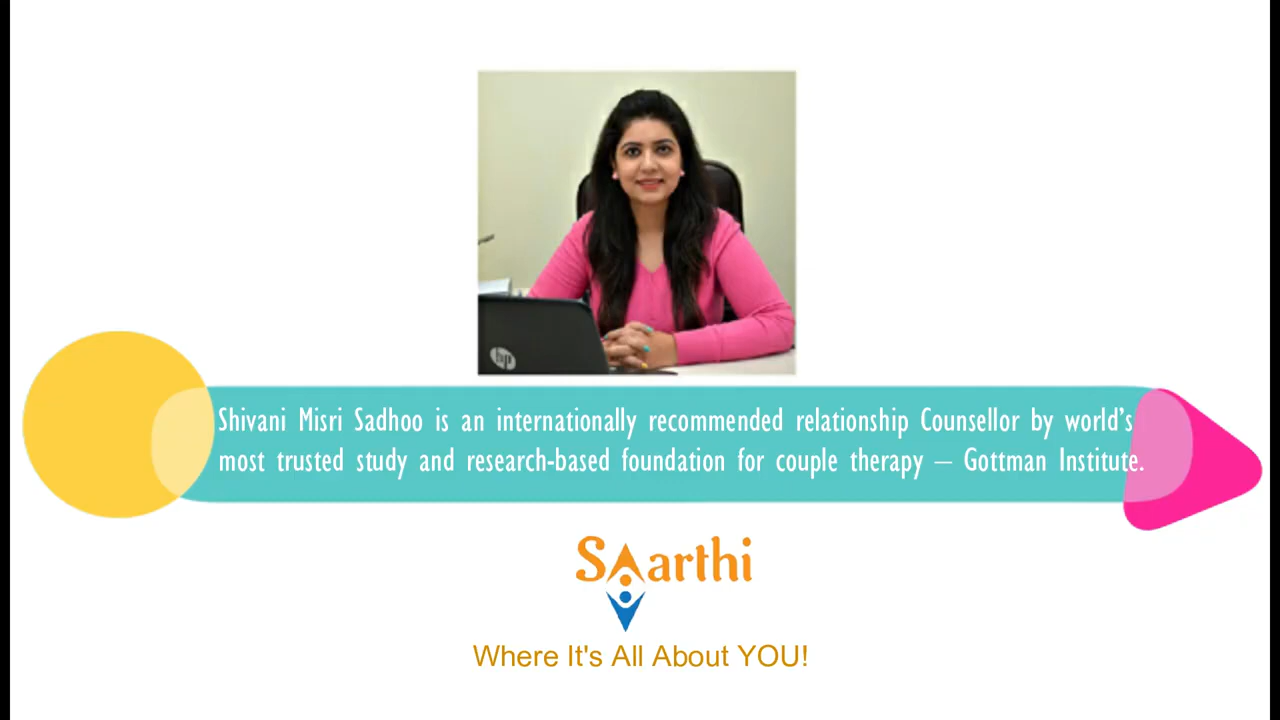 hp
Shivani Misri Sadhoo is an internationally recommended relationship Counsellor by world's
most trusted study and research-based foundation for couple therapy – Gottman Institute.
Saarthi
Where It's All About YOU!